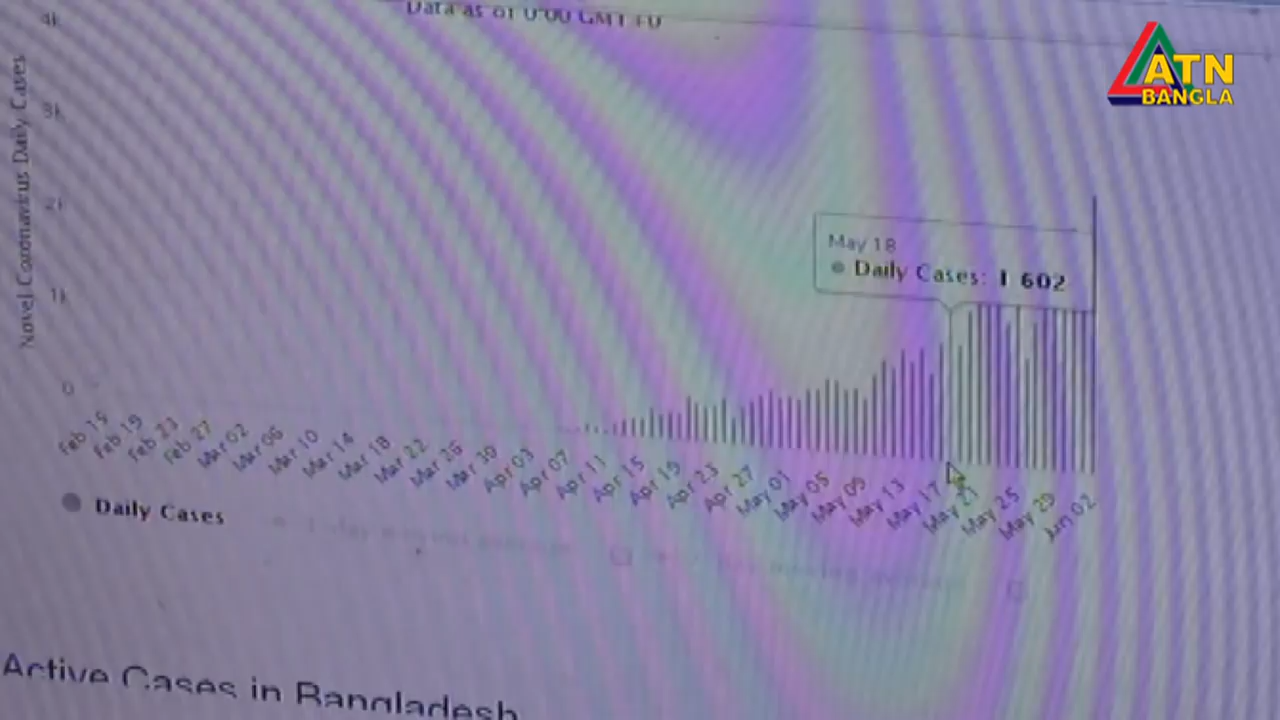 Data as of 0:00 GMT+0
ATN
BANGLA
4k
3k
2k
1k
0
Novel Coronavirus Daily Cases
May 18
Daily Cases: 1 602
Feb 15
Feb 19
Feb 23
Feb 27
Mar 02
Mar 06
Mar 10
Mar 14
Mar 18
Mar 22
Mar 26
Mar 30
Apr 03
Apr 07
Apr 11
Apr 15
Apr 19
Apr 23
Apr 27
May 01
May 05
May 09
May 13
May 17
May 21
May 25
May 29
Jun 02
Daily Cases
Active Cases in Bangladesh